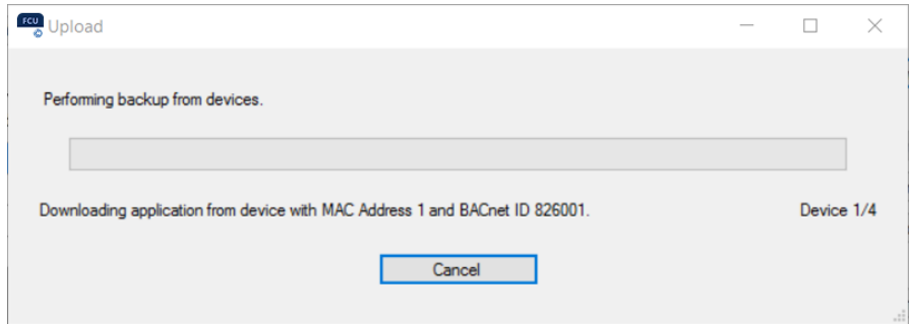 FCU
Upload
Performing backup from devices.
Downloading application from device with MAC Address 1 and BACnet ID 826001.
Device 1/4
Cancel